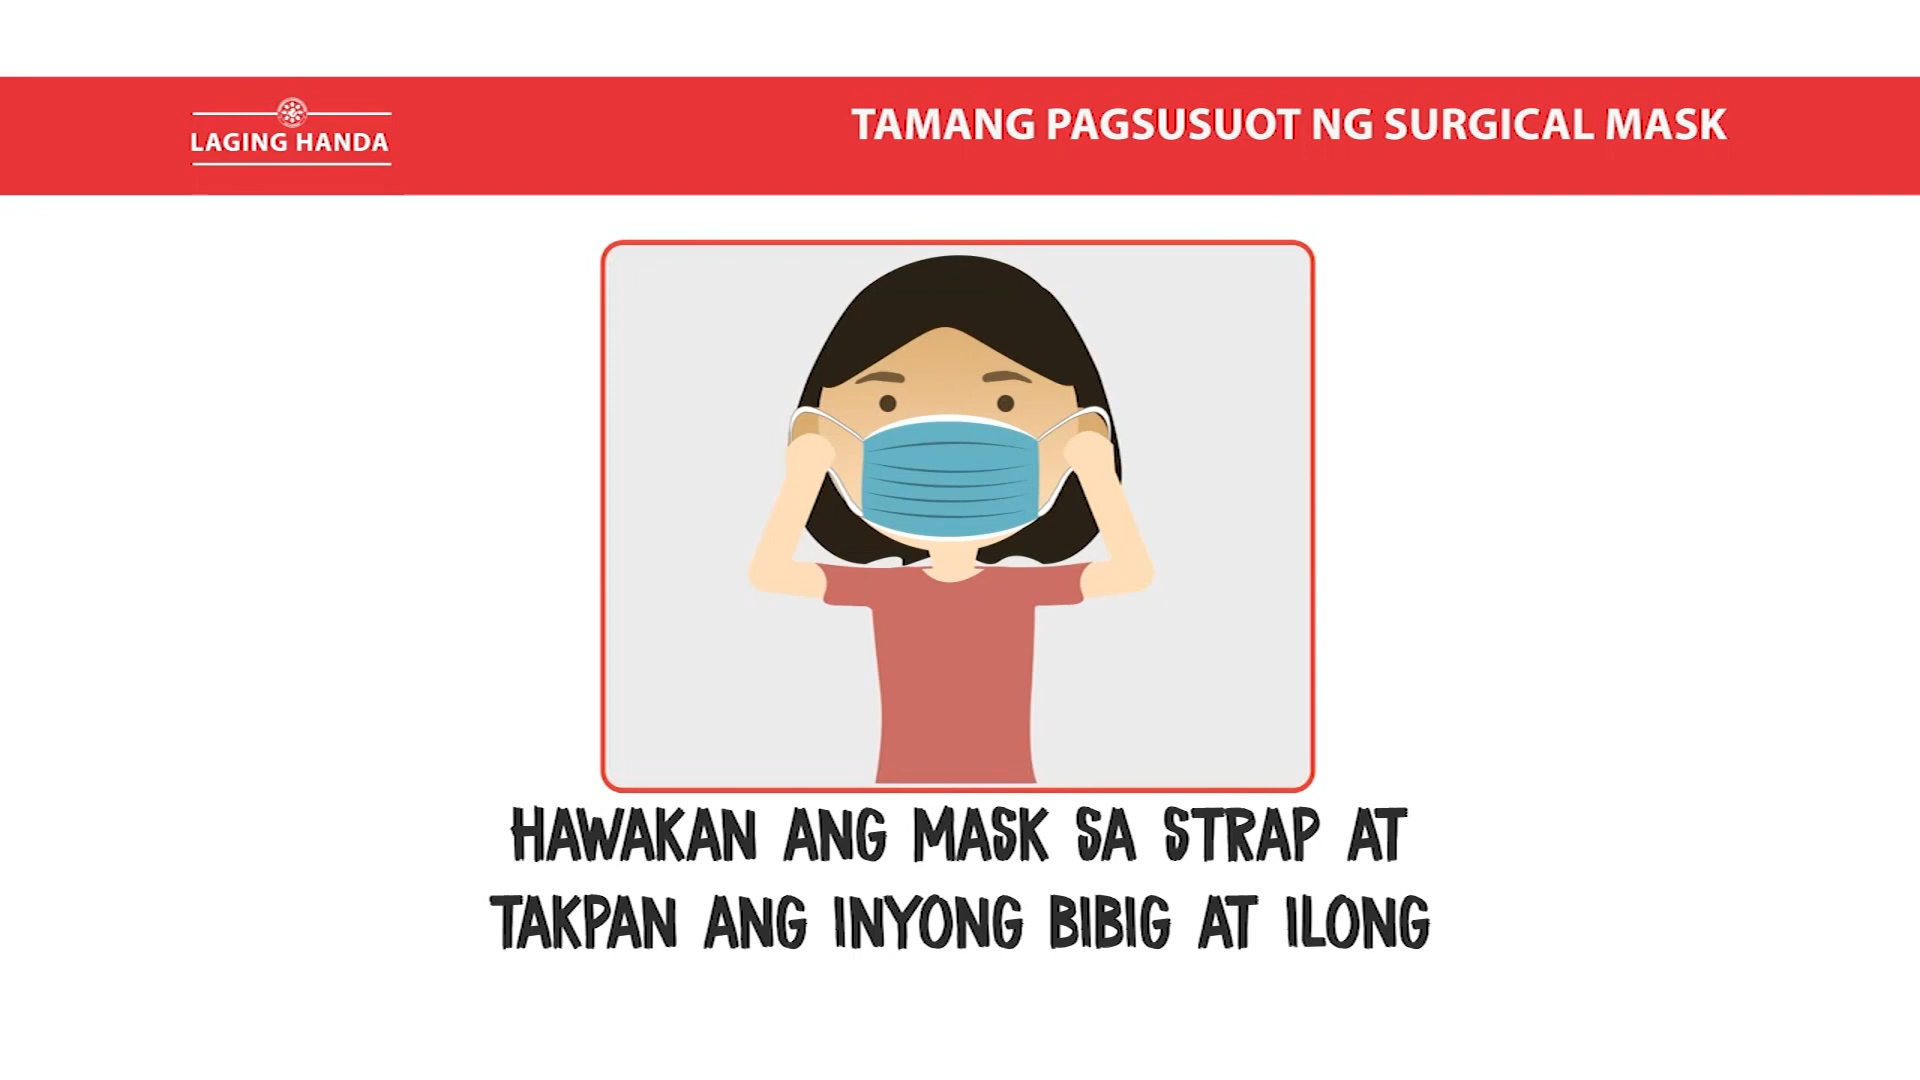 LAGING HANDA
TAMANG PAGSUSUOT NG SURGICAL MASK
HAWAKAN ANG MASK SA STRAP AT
TAKPAN ANG INYONG BIBIG AT ILONG